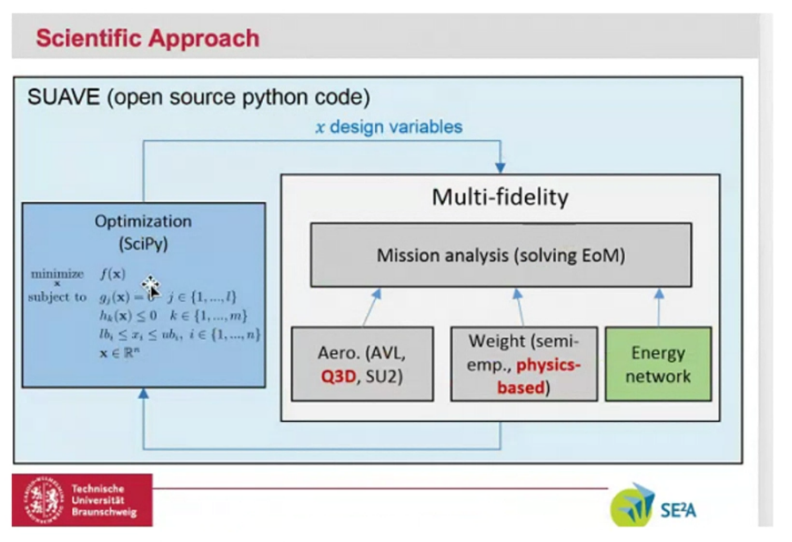 Scientific Approach
SUAVE (open source python code)
x design variables
Optimization
(SciPy)
minimize f(x)
x
subject to g_j(x) = j ∈ {1, ..., l}
h_k(x) ≤ 0 k ∈ {1, ..., m}
lb_i ≤ x_i ≤ ub_i, i ∈ {1, ..., n}
x ∈ ℝⁿ
Multi-fidelity
Mission analysis (solving EoM)
Aero. (AVL,
Q3D, SU2)
Weight (semi-
emp., physics-
based)
Energy
network
Technische
Universität
Braunschweig
SE²A